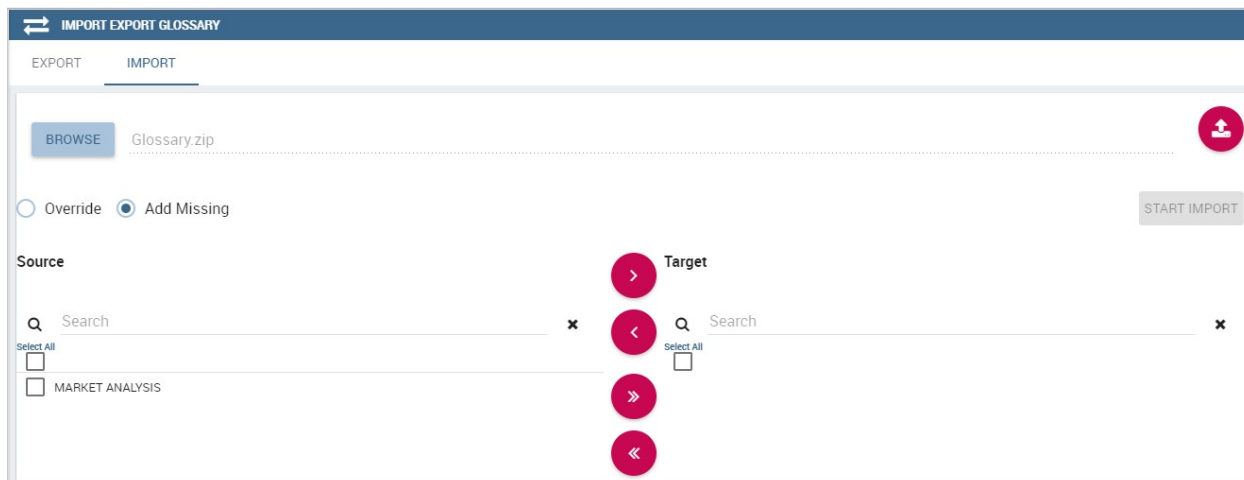 IMPORT EXPORT GLOSSARY
EXPORT IMPORT
BROWSE Glossary.zip
Override Add Missing START IMPORT
Source Target
Search Search
Select All Select All
MARKET ANALYSIS